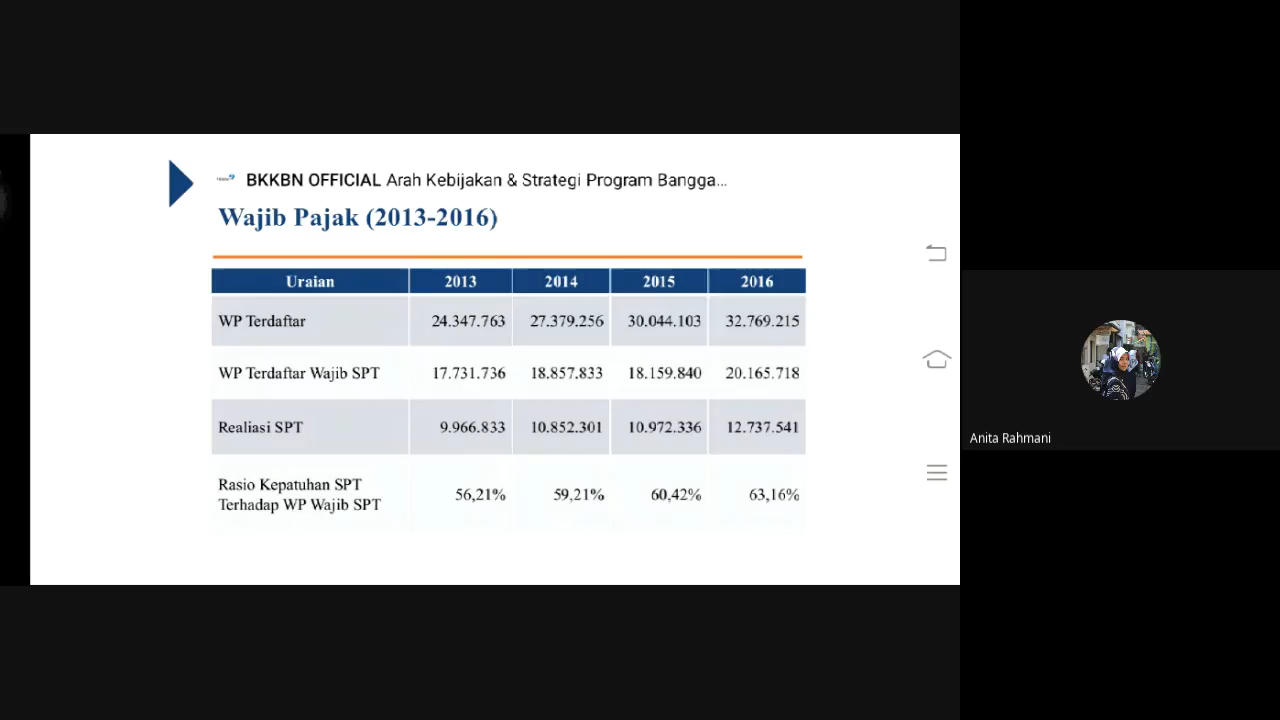 BKKBN OFFICIAL Arah Kebijakan & Strategi Program Bangga...
Wajib Pajak (2013-2016)
Uraian 2013 2014 2015 2016
WP Terdaftar 24.347.763 27.379.256 30.044.103 32.769.215
WP Terdaftar Wajib SPT 17.731.736 18.857.833 18.159.840 20.165.718
Realiasi SPT 9.966.833 10.852.301 10.972.336 12.737.541
Rasio Kepatuhan SPT
Terhadap WP Wajib SPT 56,21% 59,21% 60,42% 63,16%
Anita Rahmani